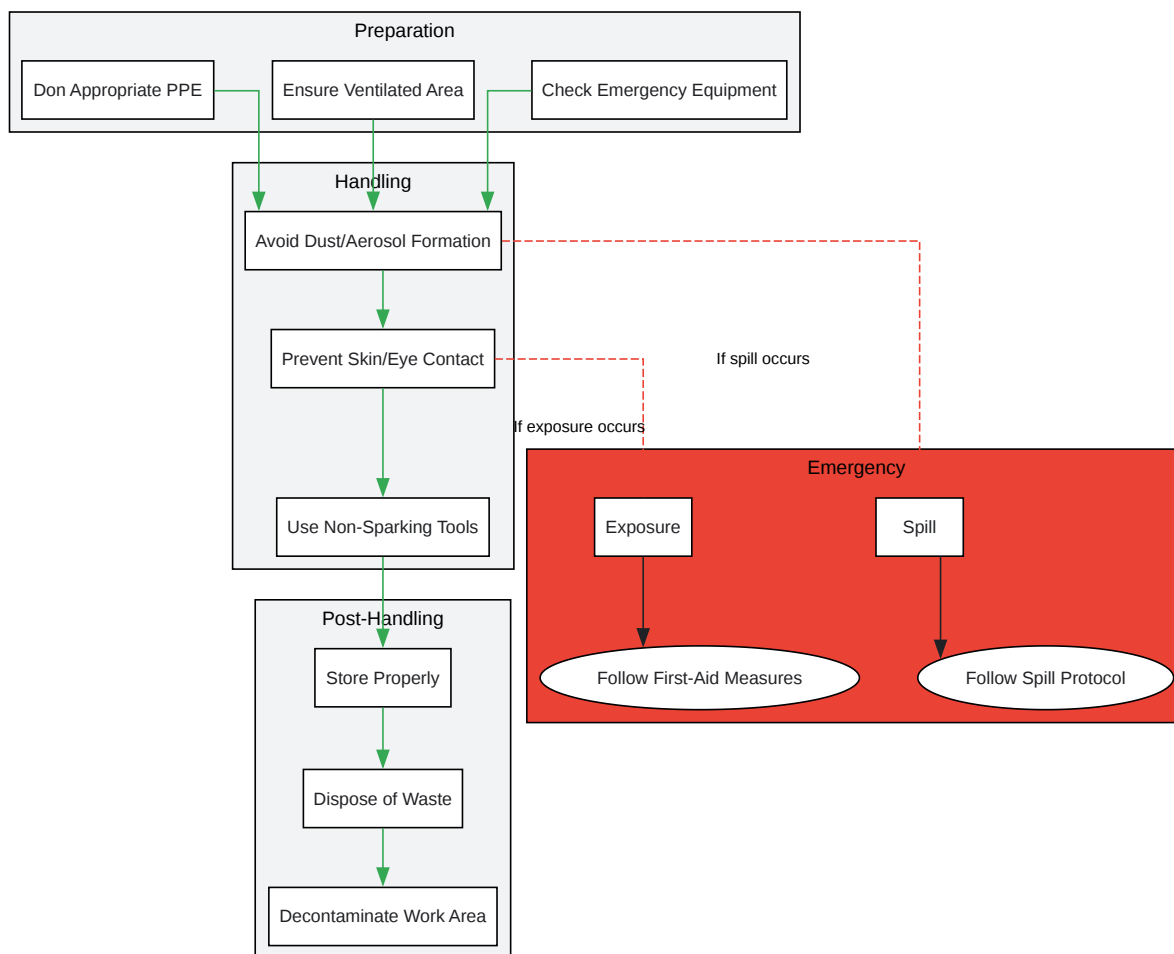 Preparation
Don Appropriate PPE
Ensure Ventilated Area
Check Emergency Equipment
Handling
Avoid Dust/Aerosol Formation
Prevent Skin/Eye Contact
If spill occurs
If exposure occurs
Use Non-Sparking Tools
Emergency
Exposure
Spill
Follow First-Aid Measures
Follow Spill Protocol
Post-Handling
Store Properly
Dispose of Waste
Decontaminate Work Area